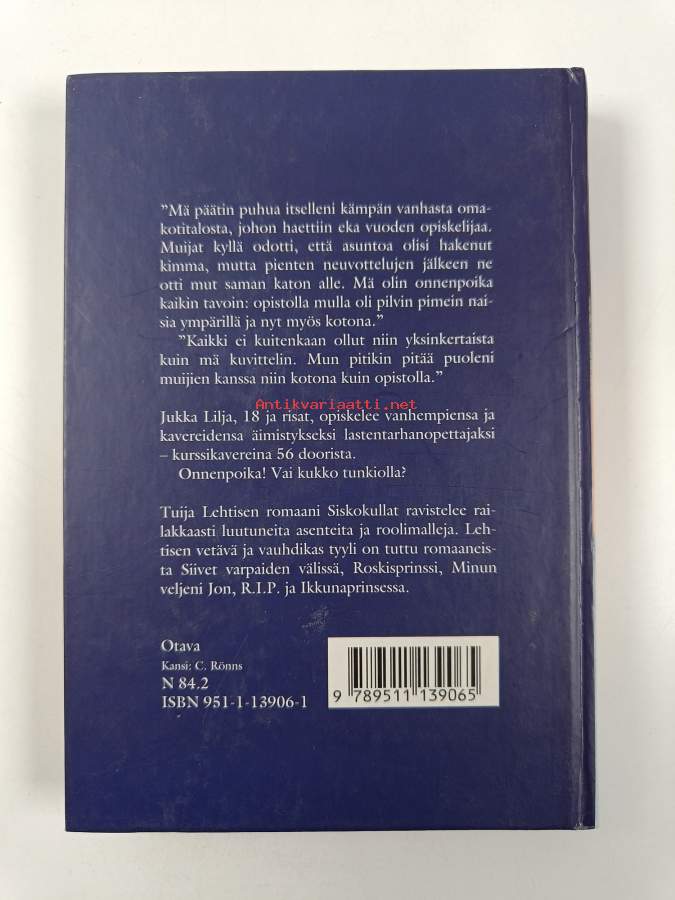 ”Mä päätin puhua itselleni kämpän vanhasta oma-
kotitalosta, johon haettiin eka vuoden opiskelijaa.
Muijat kyllä odotti, että asuntoa olisi hakenut
kimma, mutta pienten neuvottelujen jälkeen ne
otti mut saman katon alle. Mä olin onnenpoika
kaikin tavoin: opistolla mulla oli pilvin pimein nai-
sia ympärillä ja nyt myös kotona.”
”Kaikki ei kuitenkaan ollut niin yksinkertaista
kuin mä kuvittelin. Mun pitikin pitää puoleni
muijien kanssa niin kotona kuin opistolla.”
Antikvariaatti.net
Jukka Lilja, 18 ja risat, opiskelee vanhempiensa ja
kavereidensa äimistykseksi lastentarhanopettajaksi
– kurssikavereina 56 doorista.
Onnenpoika! Vai kukko tunkiolla?
Tuija Lehtisen romaani Siskokullat ravistelee rai-
lakkaasti luutuneita asenteita ja roolimalleja. Leh-
tisen vetävä ja vauhdikas tyyli on tuttu romaaneis-
ta Siivet varpaiden välissä, Roskisprinssi, Minun
veljeni Jon, R.I.P. ja Ikkunaprinsessa.
Otava
Kansi: C. Rönns
N 84.2
ISBN 951-1-13906-1
9 789511 139065